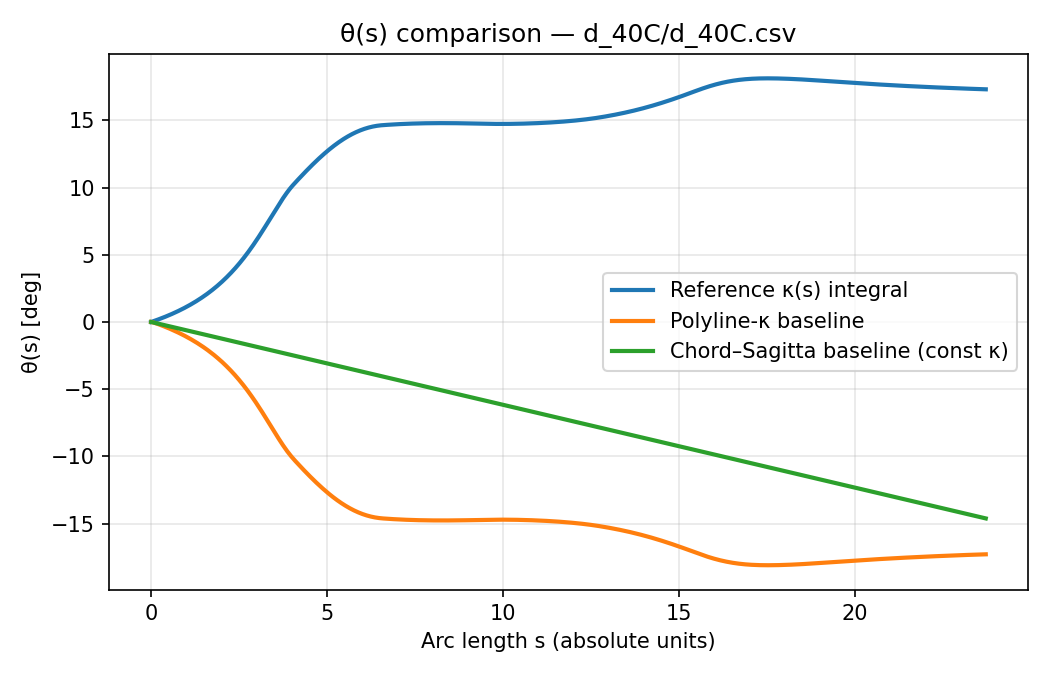 θ(s) comparison — d_40C/d_40C.csv
θ(s) [deg]
15
10
5
0
−5
−10
−15
Reference κ(s) integral
Polyline-κ baseline
Chord–Sagitta baseline (const κ)
0 5 10 15 20
Arc length s (absolute units)